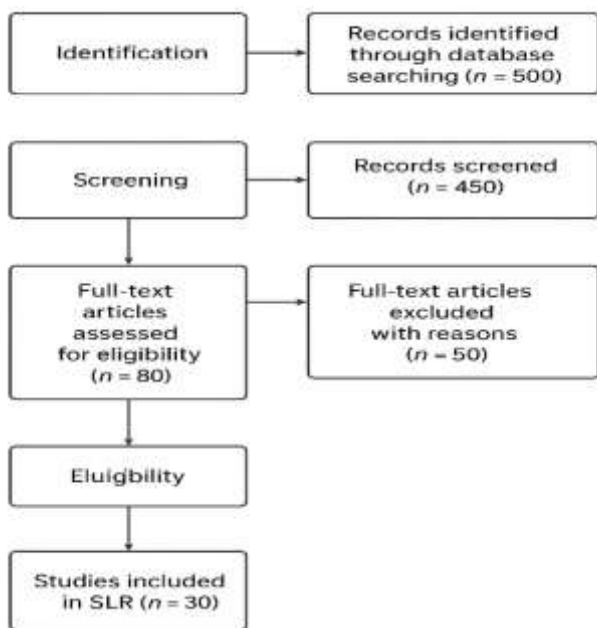 Identification
Records identified
through database
searching (n = 500)
Screening
Records screened
(n = 450)
Full-text
articles
assessed
for eligibility
(n = 80)
Full-text articles
excluded
with reasons
(n = 50)
Eluigbility
Studies included
in SLR (n = 30)